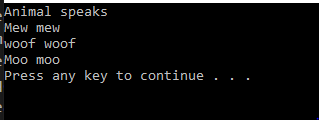 Animal speaks
Mew mew
woof woof
Moo moo
Press any key to continue . . .